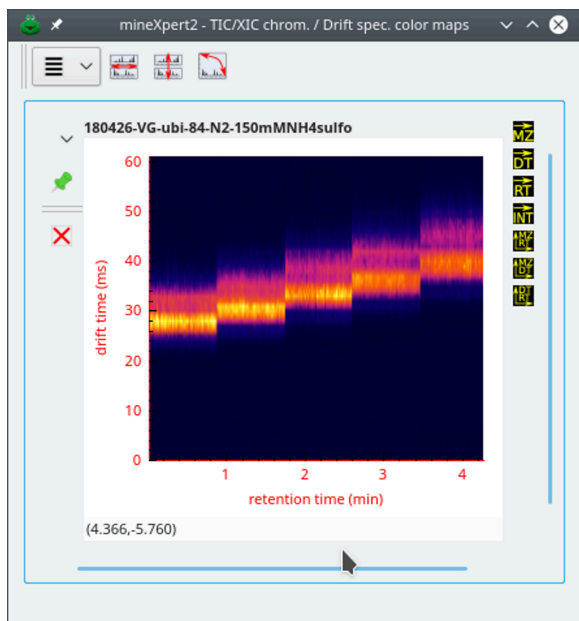 mineXpert2 - TIC/XIC chrom. / Drift spec. color maps
180426-VG-ubi-84-N2-150mMNH4sulfo
MZ
DT
RT
INT
MZ
RT
MZ
DT
DT
RT
60
50
40
30
20
10
0
drift time (ms)
1 2 3 4
retention time (min)
(4.366,-5.760)